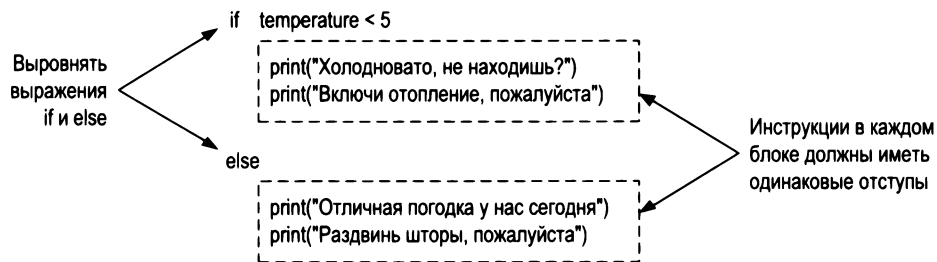 if temperature < 5
print("Холодновато, не находишь?")
print("Включи отопление, пожалуйста")
Выровнять
выражения
if и else
else
print("Отличная погодка у нас сегодня")
print("Раздвинь шторы, пожалуйста")
Инструкции в каждом
блоке должны иметь
одинаковые отступы